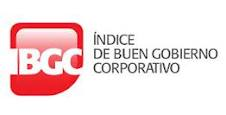 IBGC
ÍNDICE
DE BUEN GOBIERNO
CORPORATIVO